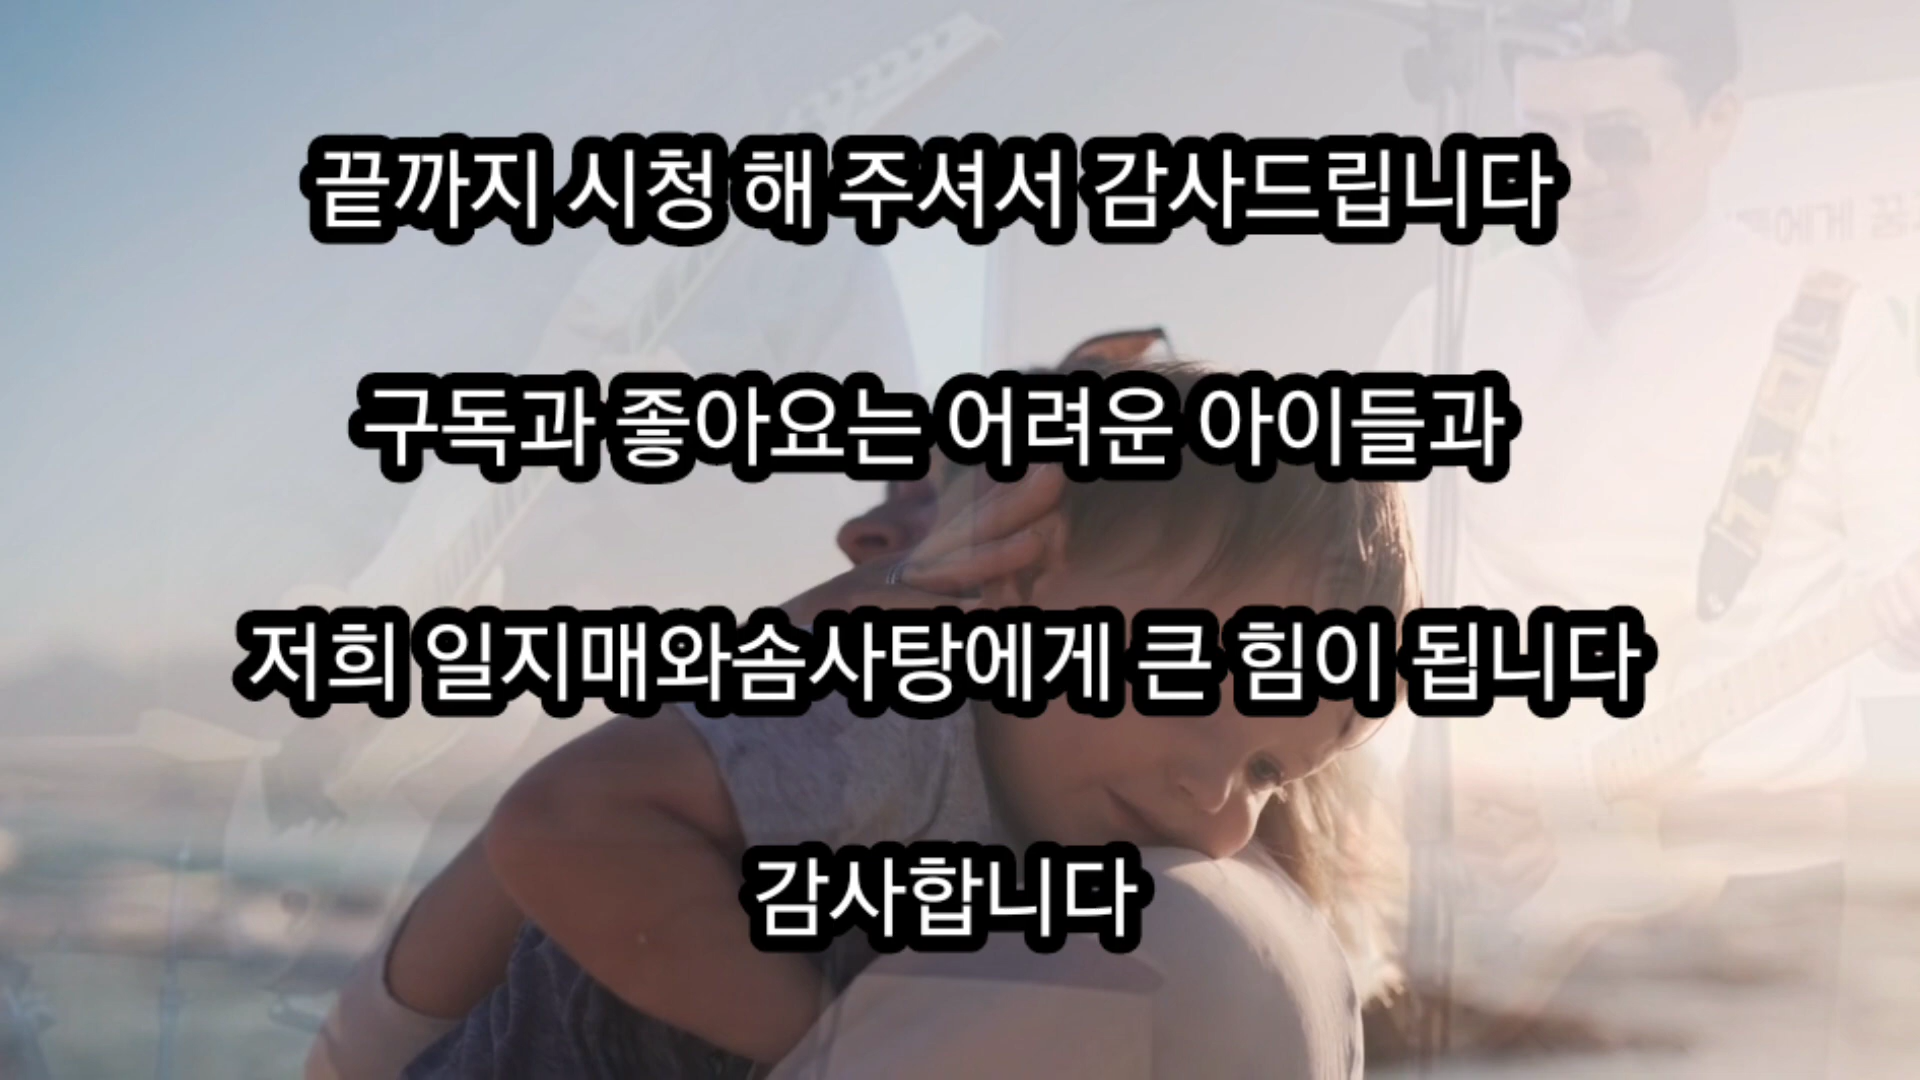 끝까지 시청 해 주셔서 감사드립니다
구독과 좋아요는 어려운 아이들과
저희 일지매와솜사탕에게 큰 힘이 됩니다
감사합니다